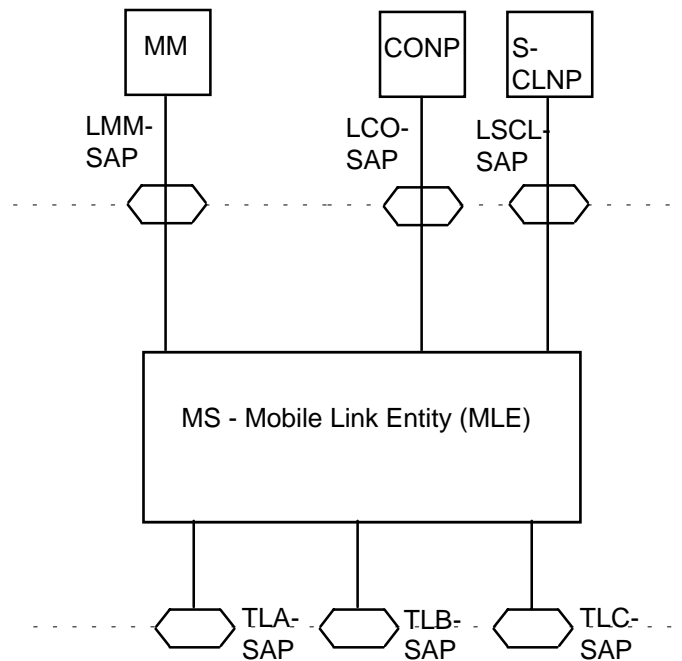 MM
CONP
S-
CLNP
LMM-
SAP
LCO-
SAP
LSCL-
SAP
MS - Mobile Link Entity (MLE)
TLA-
SAP
TLB-
SAP
TLC-
SAP